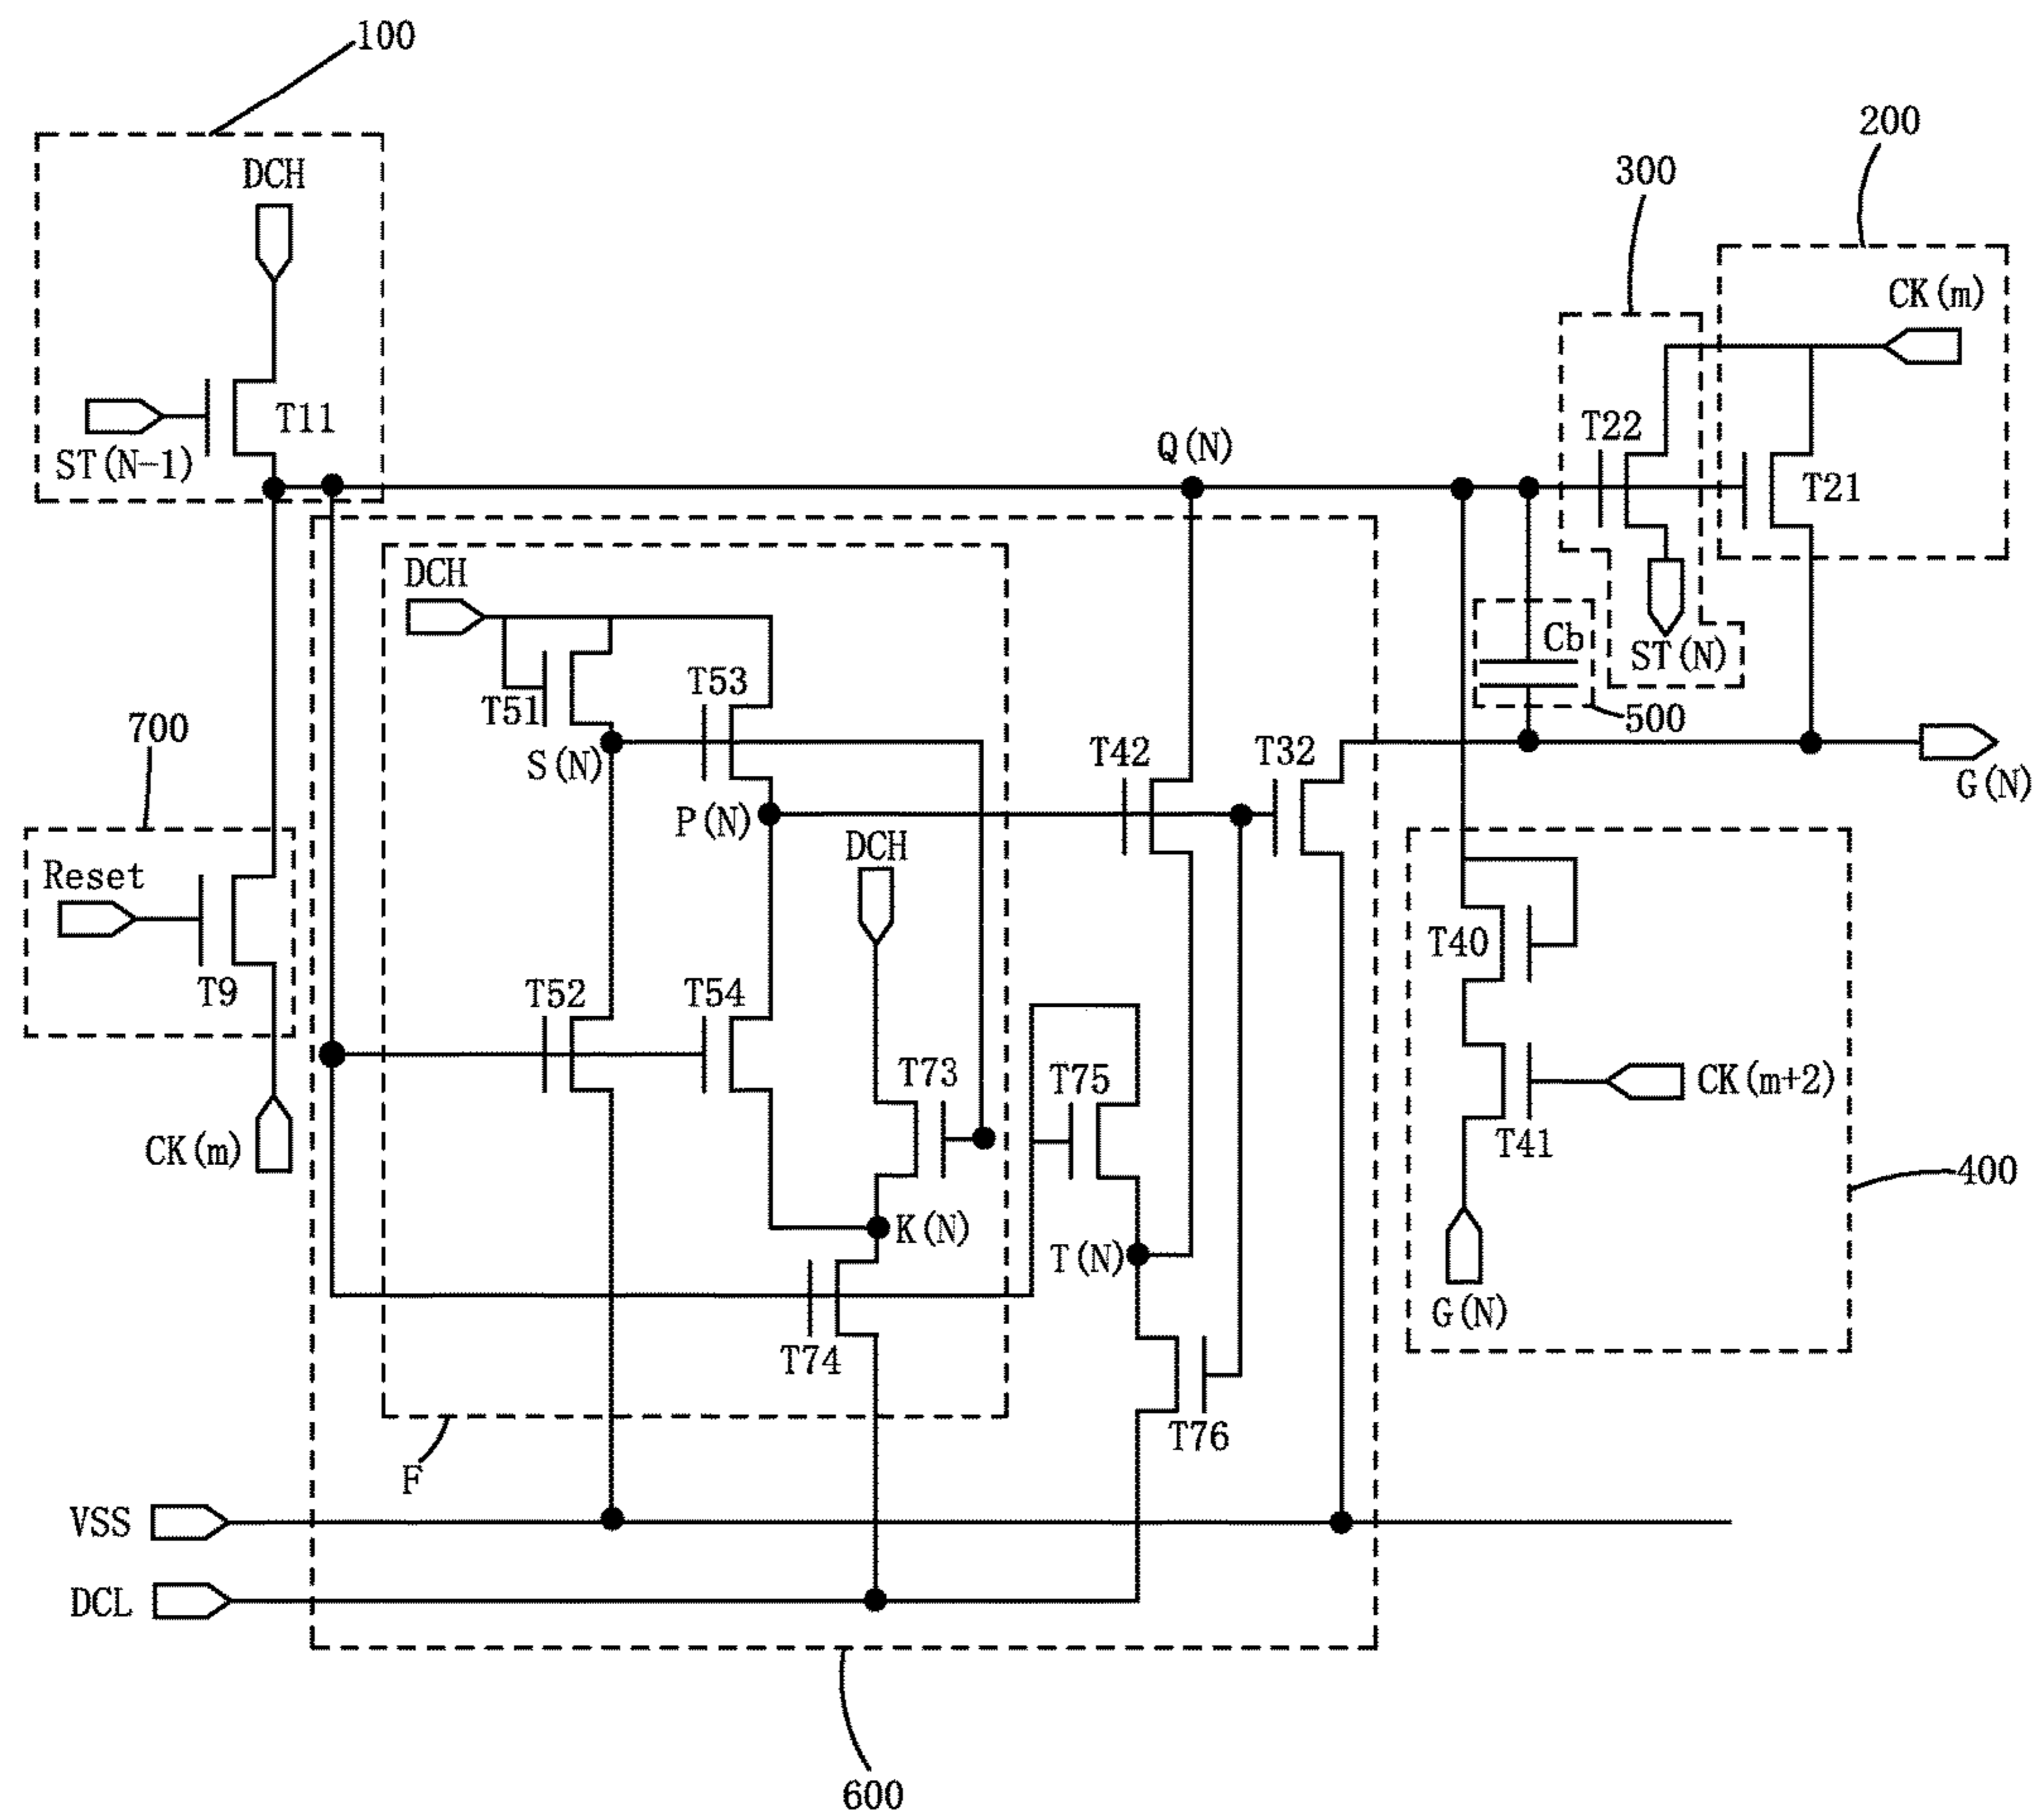 100
DCH
200
300
CK(m)
T11
ST(N-1)
Q(N)
T22
T21
DCH
Cb
ST(N)
T51
T53
700
500
S(N)
T42
T32
G(N)
P(N)
DCH
Reset
T40
T9
T52
T54
T73
T75
CK(m+2)
CK(m)
T41
400
K(N)
T(N)
G(N)
T74
T76
F
VSS
DCL
600